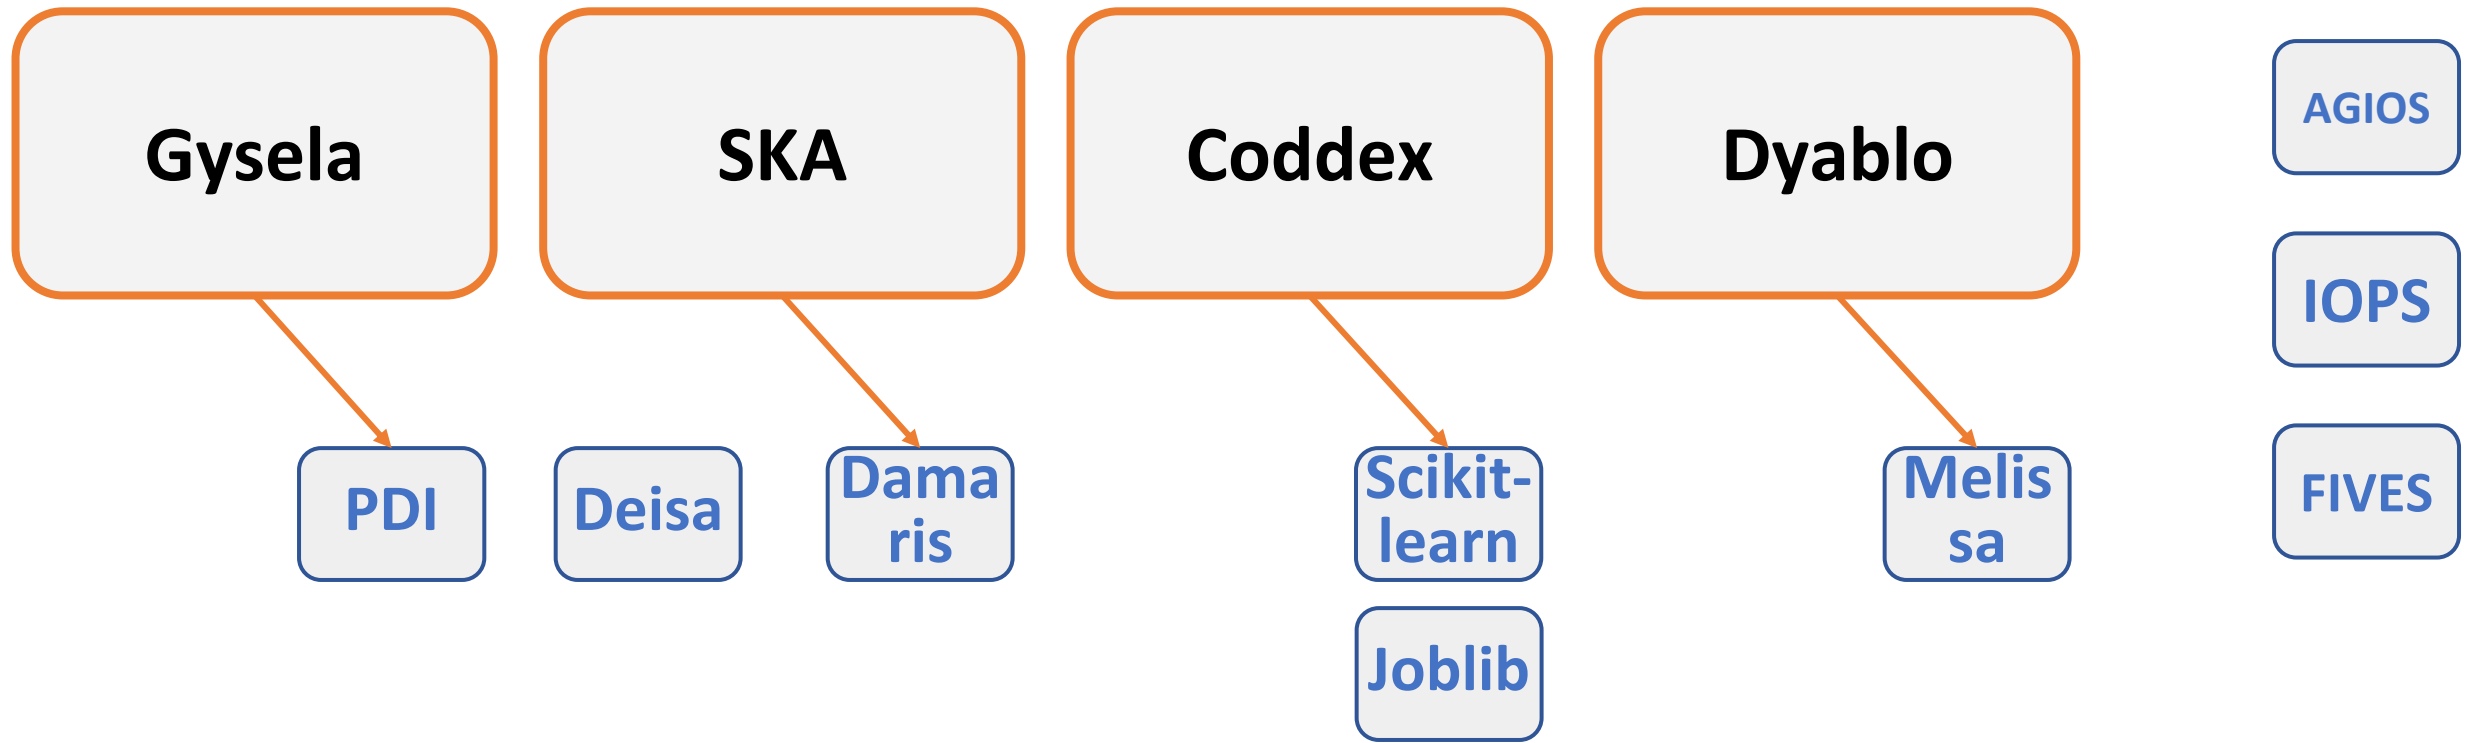 Gysela
SKA
Coddex
Dyablo
AGIOS
IOPS
FIVES
PDI
Deisa
Dama
ris
Scikit-
learn
Melis
sa
Joblib